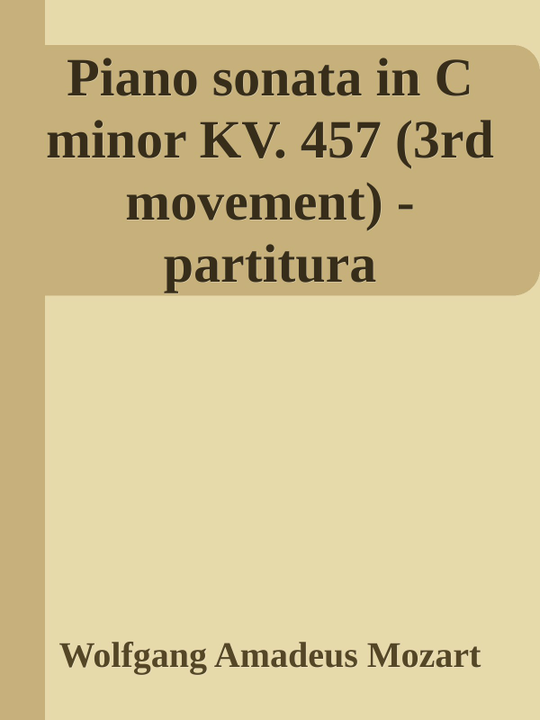 Piano sonata in C
minor KV. 457 (3rd
movement) -
partitura
Wolfgang Amadeus Mozart